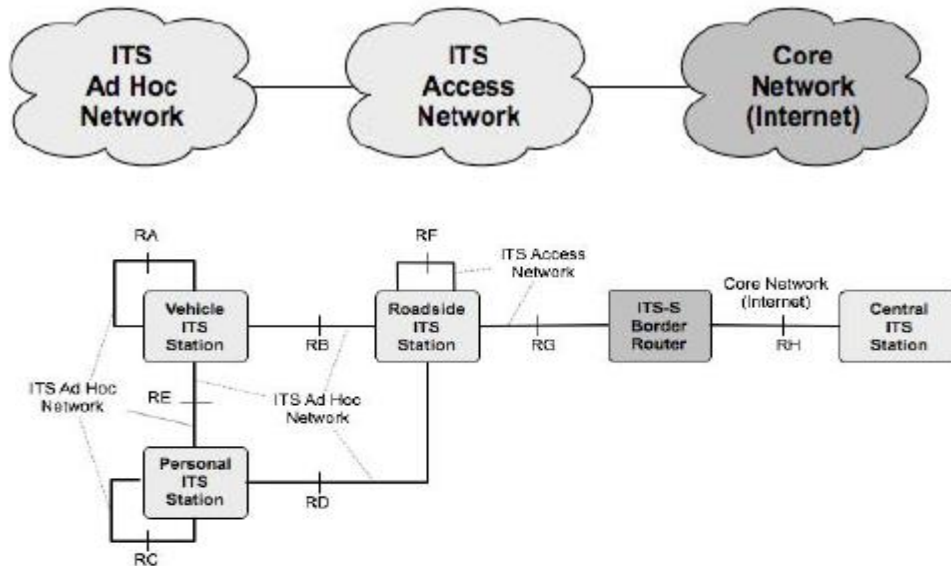 ITS
Ad Hoc
Network
ITS
Access
Network
Core
Network
(Internet)
RA
RF
ITS Access
Network
Core Network
(Internet)
Vehicle
ITS
Station
RB
Roadside
ITS
Station
RG
ITS-S
Border
Router
RH
Central
ITS
Station
ITS Ad Hoc
Network
RE
ITS Ad Hoc
Network
Personal
ITS
Station
RD
RC